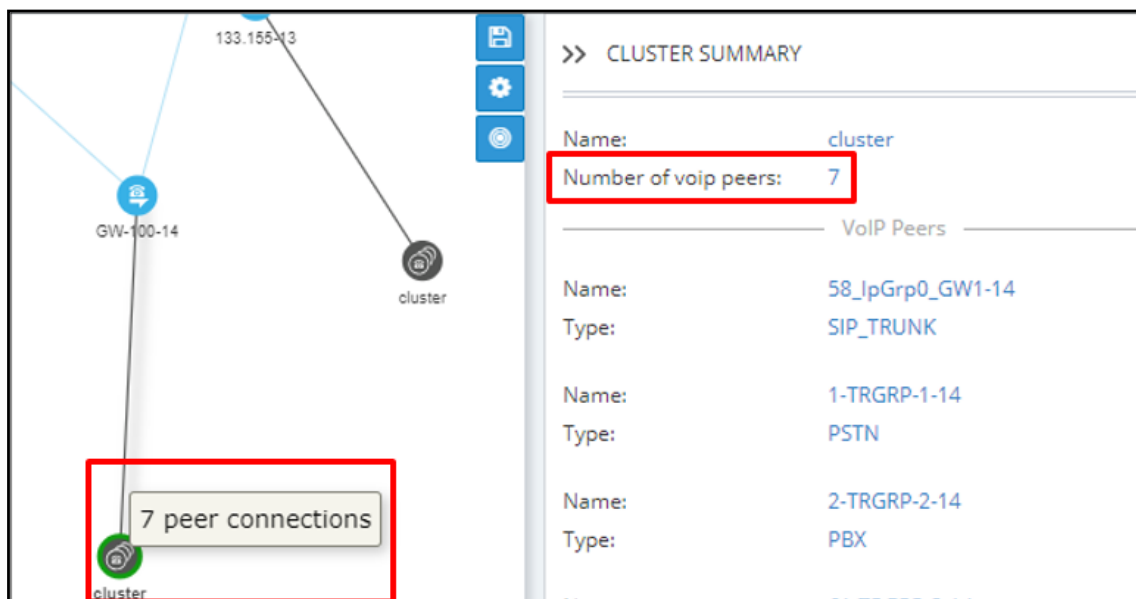 133.155-13
GW-100-14
cluster
7 peer connections
cluster
>> CLUSTER SUMMARY
Name: cluster
Number of voip peers: 7
VoIP Peers
Name: 58_IpGrp0_GW1-14
Type: SIP_TRUNK
Name: 1-TRGRP-1-14
Type: PSTN
Name: 2-TRGRP-2-14
Type: PBX